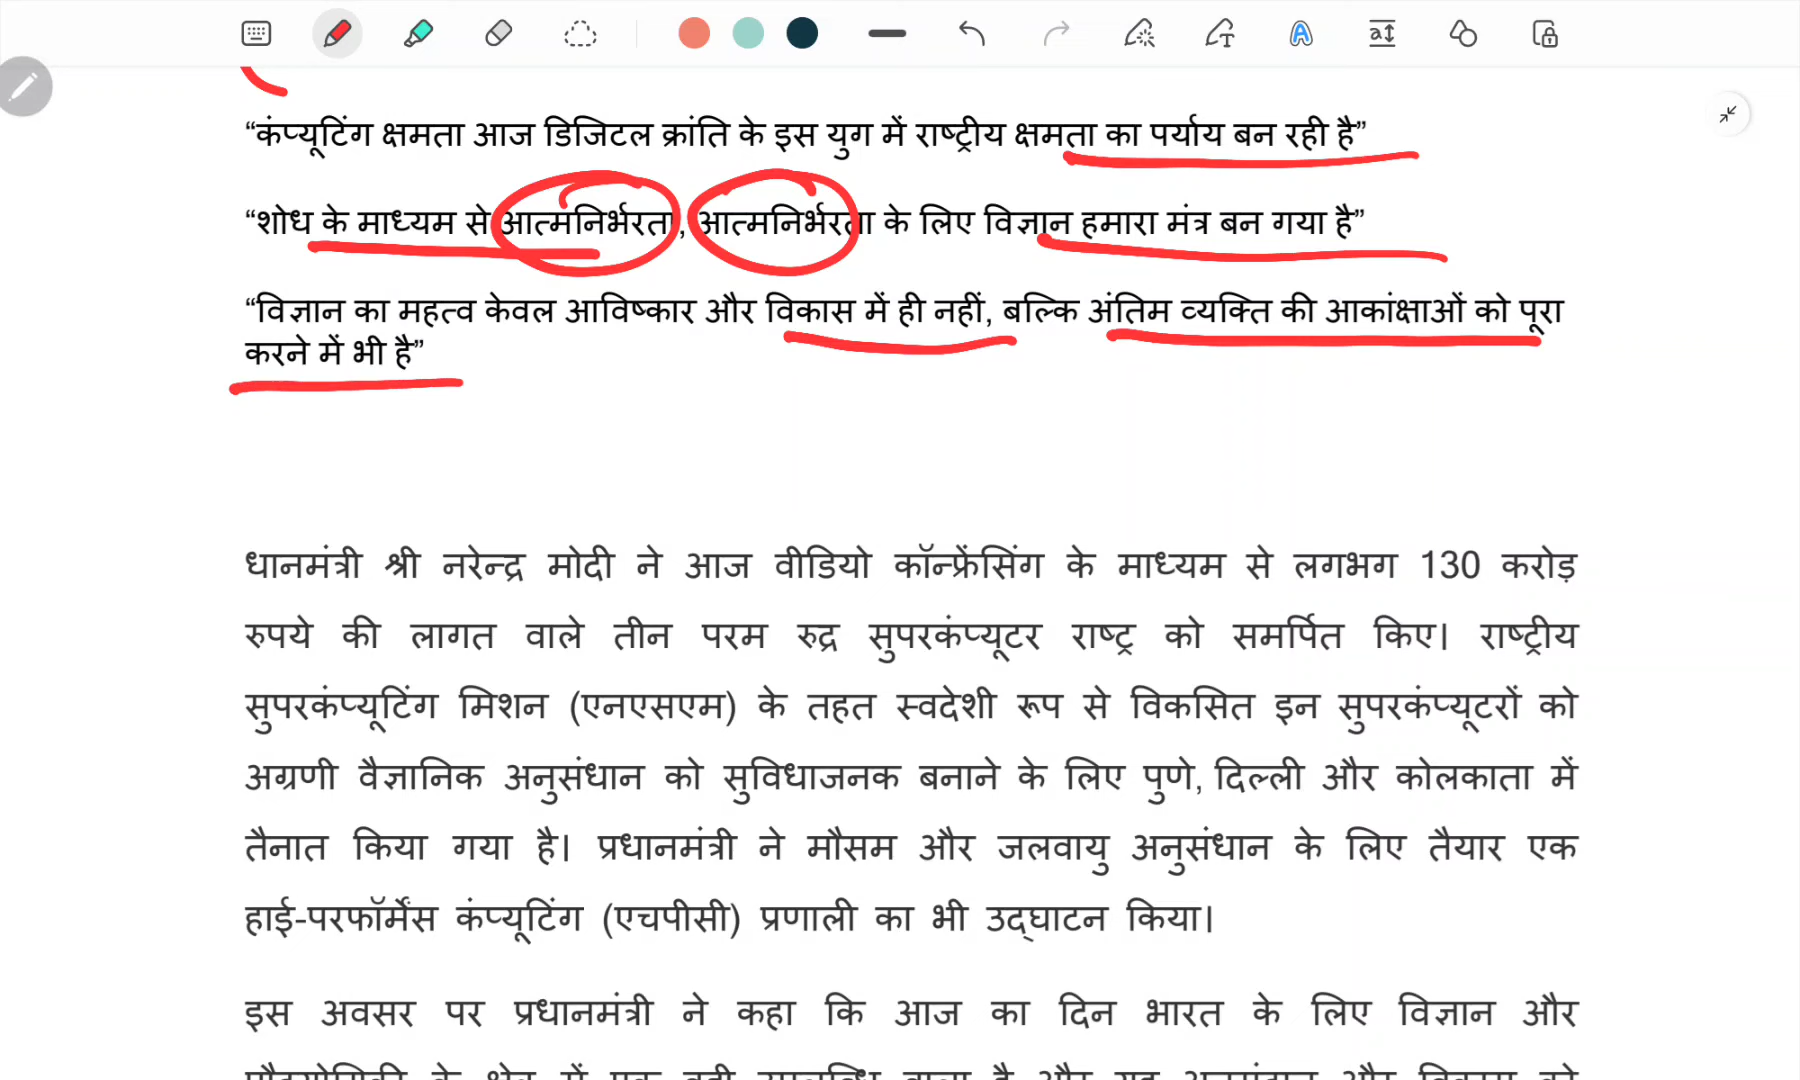 “कंप्यूटिंग क्षमता आज डिजिटल क्रांति के इस युग में राष्ट्रीय क्षमता का पर्याय बन रही है”
“शोध के माध्यम से आत्मनिर्भरता, आत्मनिर्भरता के लिए विज्ञान हमारा मंत्र बन गया है”
“विज्ञान का महत्व केवल आविष्कार और विकास में ही नहीं, बल्कि अंतिम व्यक्ति की आकांक्षाओं को पूरा
करने में भी है”
धानमंत्री श्री नरेन्द्र मोदी ने आज वीडियो कॉन्फ्रेंसिंग के माध्यम से लगभग 130 करोड़
रुपये की लागत वाले तीन परम रुद्र सुपरकंप्यूटर राष्ट्र को समर्पित किए। राष्ट्रीय
सुपरकंप्यूटिंग मिशन (एनएसएम) के तहत स्वदेशी रूप से विकसित इन सुपरकंप्यूटरों को
अग्रणी वैज्ञानिक अनुसंधान को सुविधाजनक बनाने के लिए पुणे, दिल्ली और कोलकाता में
तैनात किया गया है। प्रधानमंत्री ने मौसम और जलवायु अनुसंधान के लिए तैयार एक
हाई-परफॉर्मेंस कंप्यूटिंग (एचपीसी) प्रणाली का भी उद्घाटन किया।
इस अवसर पर प्रधानमंत्री ने कहा कि आज का दिन भारत के लिए विज्ञान और